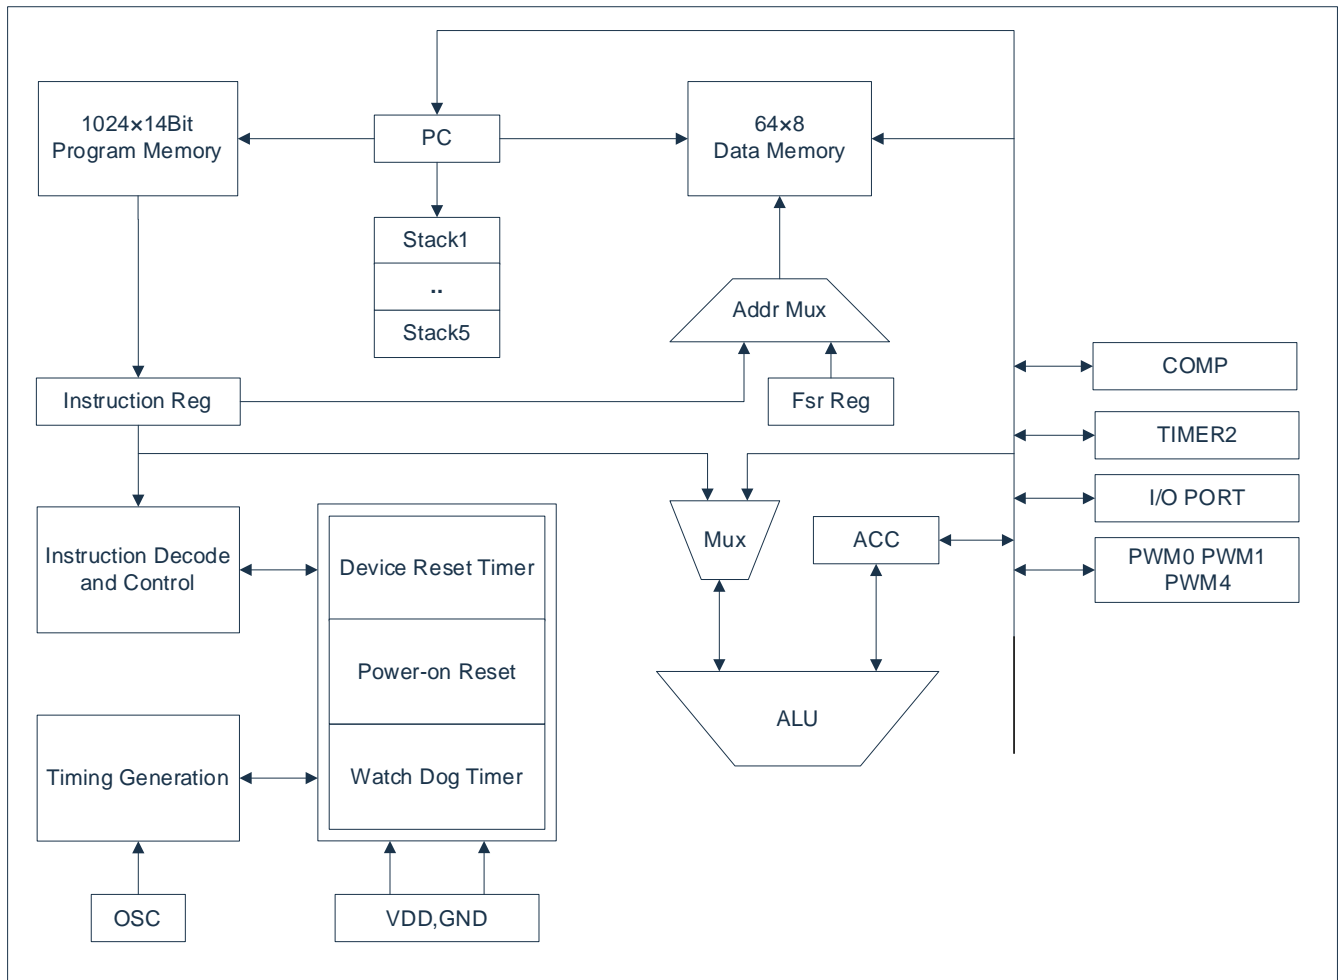 1024×14Bit
Program Memory
PC
64×8
Data Memory
Stack1
..
Stack5
Addr Mux
COMP
Instruction Reg
Fsr Reg
TIMER2
I/O PORT
Instruction Decode
and Control
Device Reset Timer
Mux
ACC
PWM0 PWM1
PWM4
Power-on Reset
ALU
Timing Generation
Watch Dog Timer
OSC
VDD,GND